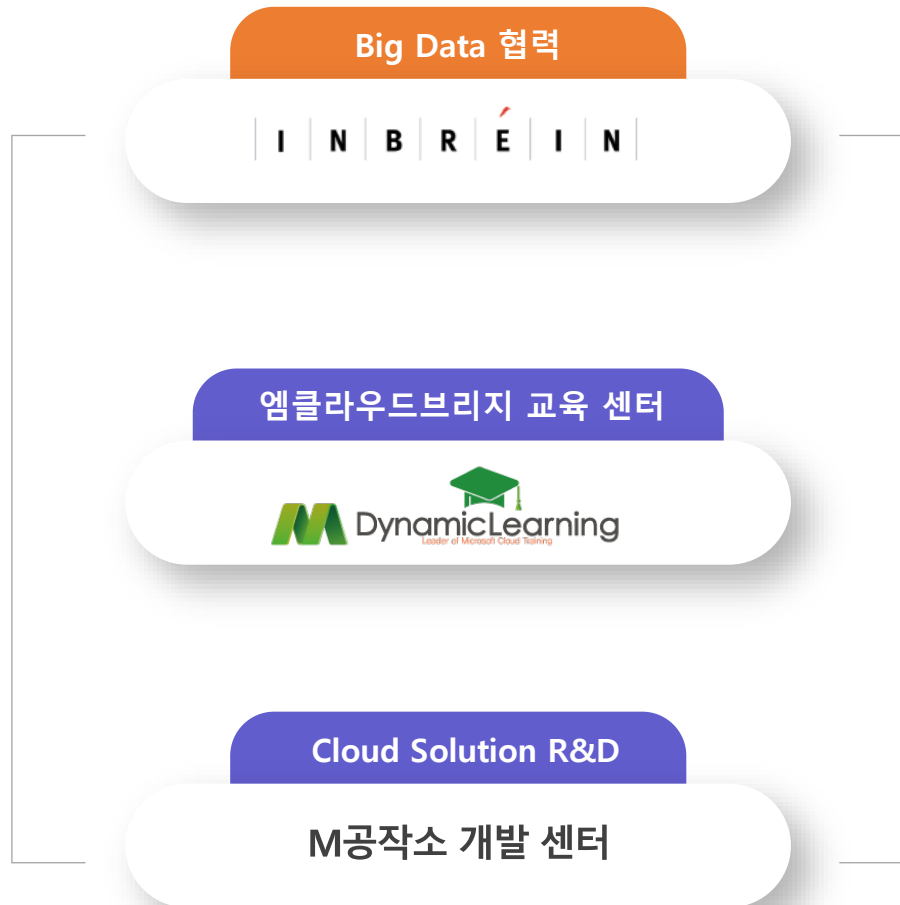 Big Data 협력
INBRÉIN
엠클라우드브리지 교육 센터
M DynamicLearning
Leader of Microsoft Cloud Training
Cloud Solution R&D
M공작소 개발 센터